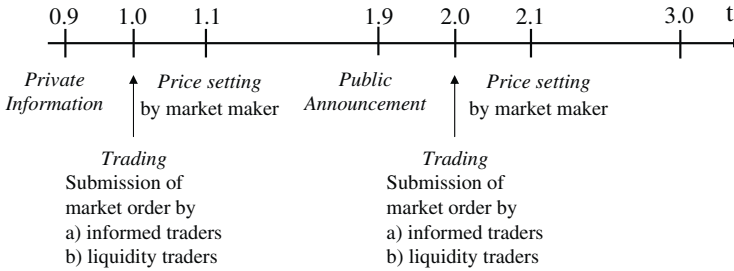 0.9 1.0 1.1 1.9 2.0 2.1 3.0 t
Private Price setting Public Price setting
Information by market maker Announcement by market maker
Trading Trading
Submission of Submission of
market order by market order by
a) informed traders a) informed traders
b) liquidity traders b) liquidity traders